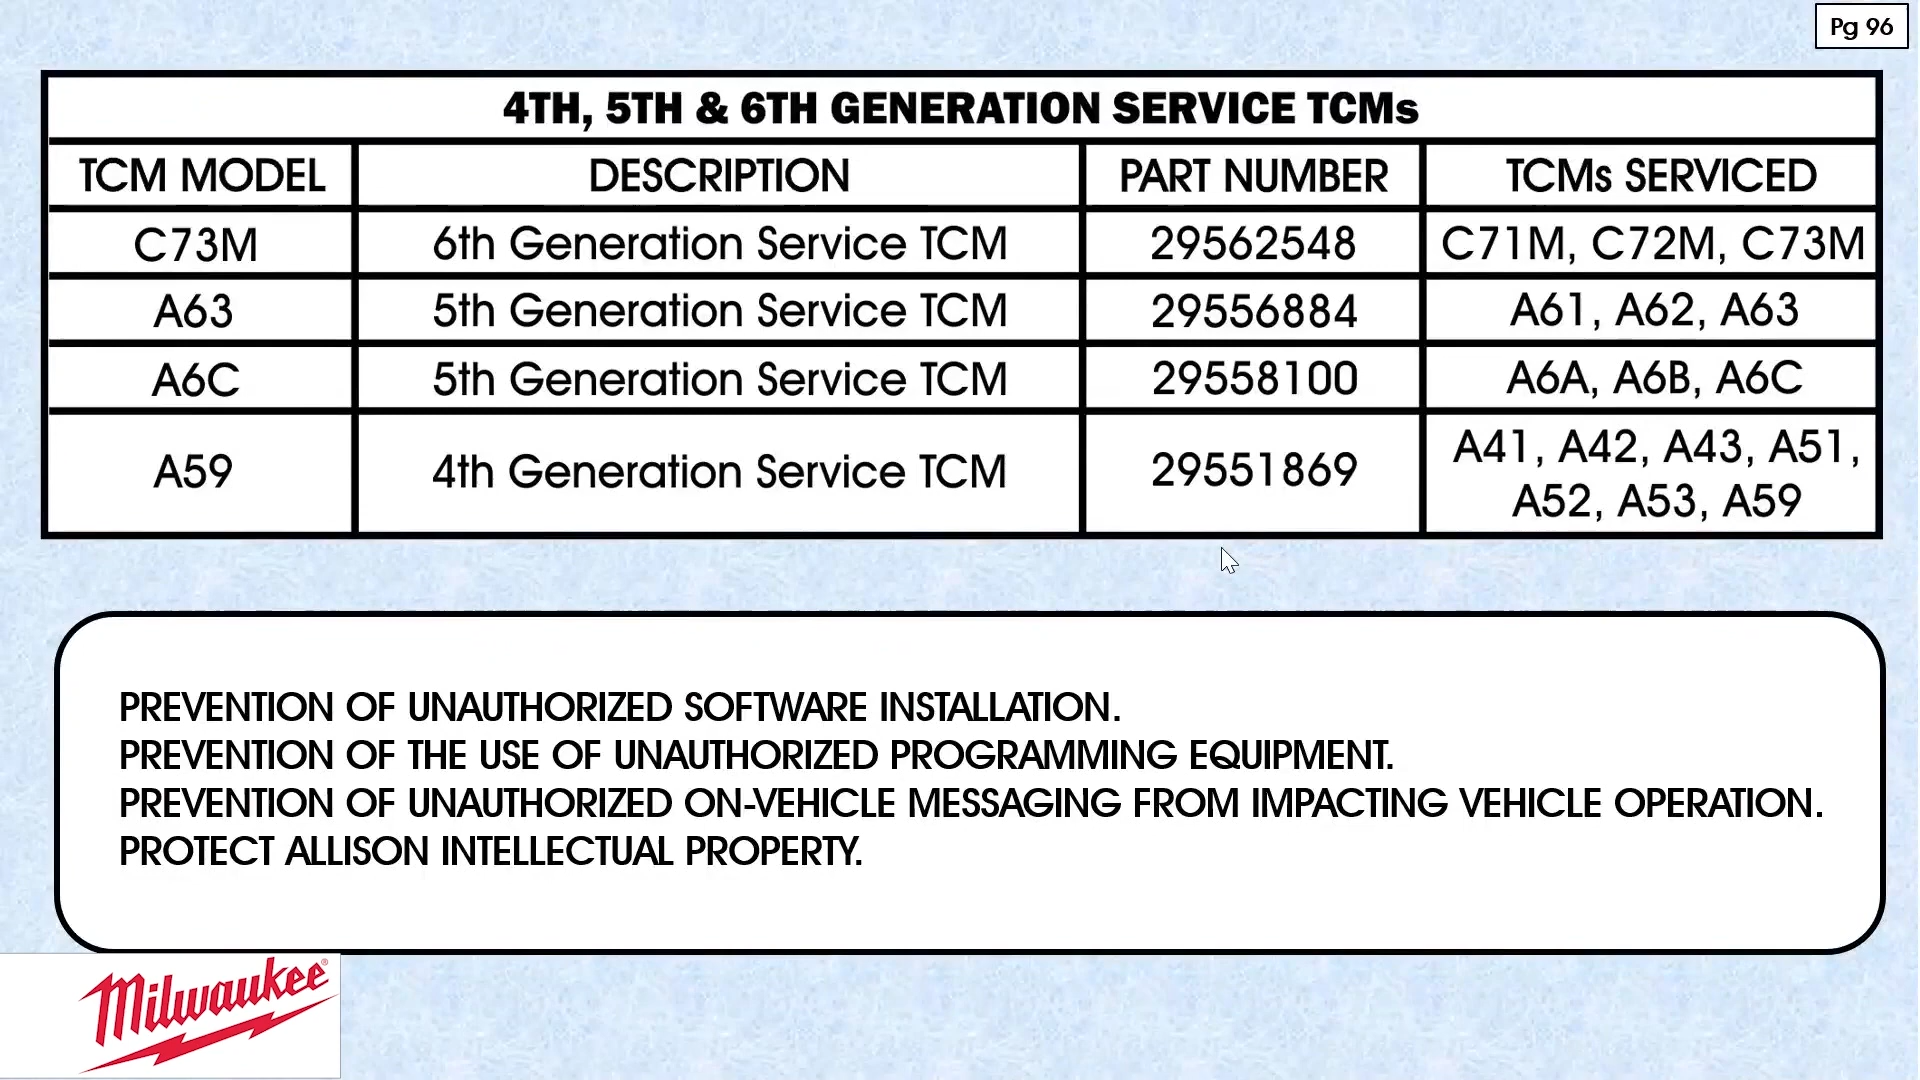 Pg 96
4TH, 5TH & 6TH GENERATION SERVICE TCMs
TCM MODEL DESCRIPTION PART NUMBER TCMs SERVICED
C73M 6th Generation Service TCM 29562548 C71M, C72M, C73M
A63 5th Generation Service TCM 29556884 A61, A62, A63
A6C 5th Generation Service TCM 29558100 A6A, A6B, A6C
A59 4th Generation Service TCM 29551869 A41, A42, A43, A51,
A52, A53, A59
PREVENTION OF UNAUTHORIZED SOFTWARE INSTALLATION.
PREVENTION OF THE USE OF UNAUTHORIZED PROGRAMMING EQUIPMENT.
PREVENTION OF UNAUTHORIZED ON-VEHICLE MESSAGING FROM IMPACTING VEHICLE OPERATION.
PROTECT ALLISON INTELLECTUAL PROPERTY.
Milwaukee®